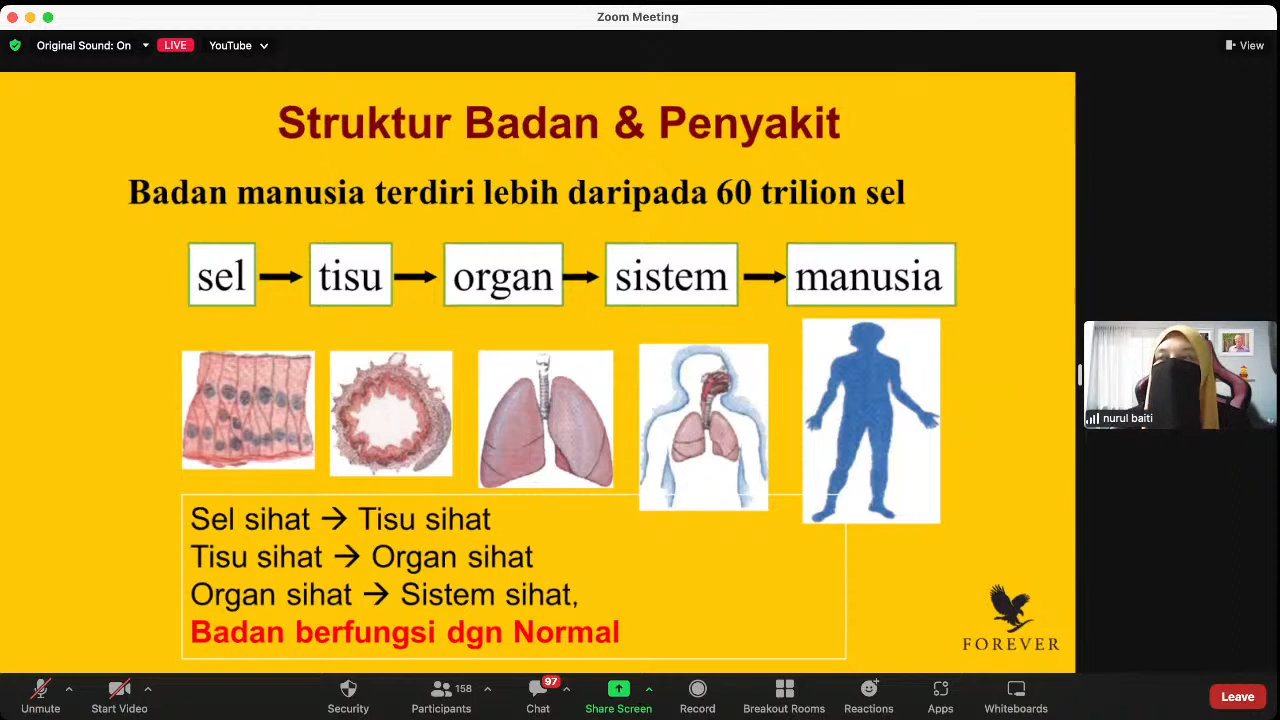 Zoom Meeting
Original Sound: On
LIVE
YouTube
View
Struktur Badan & Penyakit
Badan manusia terdiri lebih daripada 60 trilion sel
sel
tisu
organ
sistem
manusia
Sel sihat → Tisu sihat
Tisu sihat → Organ sihat
Organ sihat → Sistem sihat,
Badan berfungsi dgn Normal
FOREVER
nurul baiti
Unmute
Start Video
Security
158
Participants
97
Chat
Share Screen
Record
Breakout Rooms
Reactions
Apps
Whiteboards
Leave